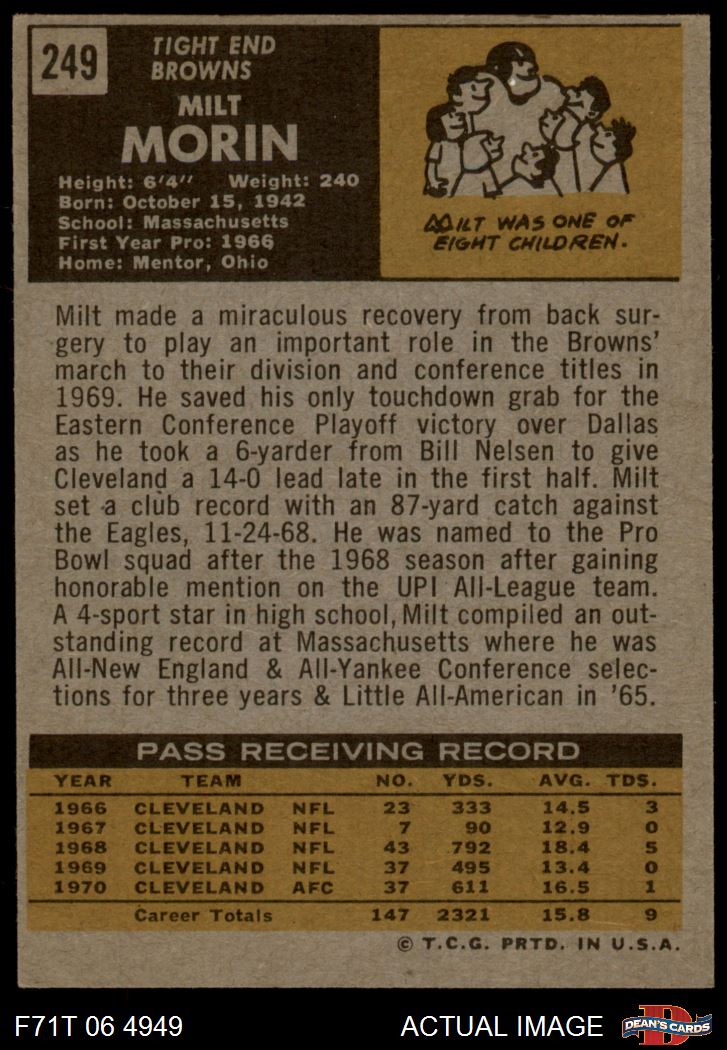 249
TIGHT END
BROWNS
MILT
MORIN
Height: 6'4" Weight: 240
Born: October 15, 1942
School: Massachusetts
First Year Pro: 1966
Home: Mentor, Ohio
MILT WAS ONE OF
EIGHT CHILDREN.
Milt made a miraculous recovery from back sur-
gery to play an important role in the Browns'
march to their division and conference titles in
1969. He saved his only touchdown grab for the
Eastern Conference Playoff victory over Dallas
as he took a 6-yarder from Bill Nelsen to give
Cleveland a 14-0 lead late in the first half. Milt
set a club record with an 87-yard catch against
the Eagles, 11-24-68. He was named to the Pro
Bowl squad after the 1968 season after gaining
honorable mention on the UPI All-League team.
A 4-sport star in high school, Milt compiled an out-
standing record at Massachusetts where he was
All-New England & All-Yankee Conference selec-
tions for three years & Little All-American in '65.
PASS RECEIVING RECORD
YEAR TEAM NO. YDS. AVG. TDS.
1966 CLEVELAND NFL 23 333 14.5 3
1967 CLEVELAND NFL 7 90 12.9 0
1968 CLEVELAND NFL 43 792 18.4 5
1969 CLEVELAND NFL 37 495 13.4 0
1970 CLEVELAND AFC 37 611 16.5 1
Career Totals 147 2321 15.8 9
© T.C.G. PRTD. IN U.S.A.
F71T 06 4949 ACTUAL IMAGE
D
DEAN'S CARDS